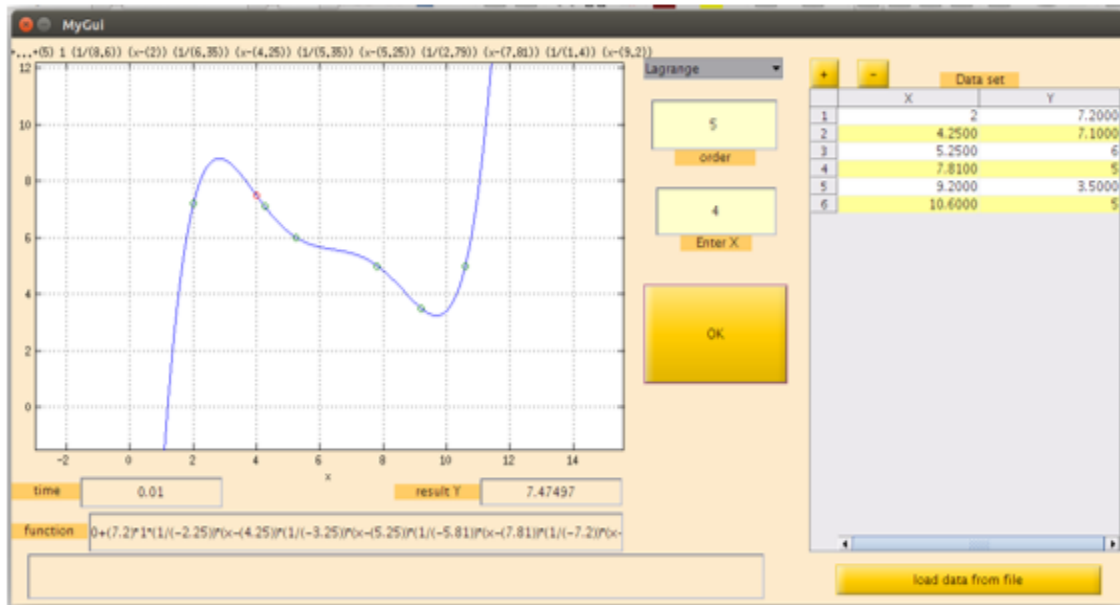 MyGui
+...+(5) 1 (1/(8.6)) (x-(2)) (1/(6.35)) (x-(4.25)) (1/(5.35)) (x-(5.25)) (1/(2.79)) (x-(7.81)) (1/(1.4)) (x-(9.2))
12
10
8
6
4
2
0
-2 0 2 4 6 8 10 12 14
x
Lagrange
5
order
4
Enter X
OK
+ - Data set
X Y
1 2 7.2000
2 4.2500 7.1000
3 5.2500 6
4 7.8100 5
5 9.2000 3.5000
6 10.6000 5
time 0.01 result Y 7.47497
function 0+(7.2)*1*(1/(-2.25))*(x-(4.25))*(1/(-3.25))*(x-(5.25))*(1/(-5.81))*(x-(7.81))*(1/(-7.2))*(x-
load data from file